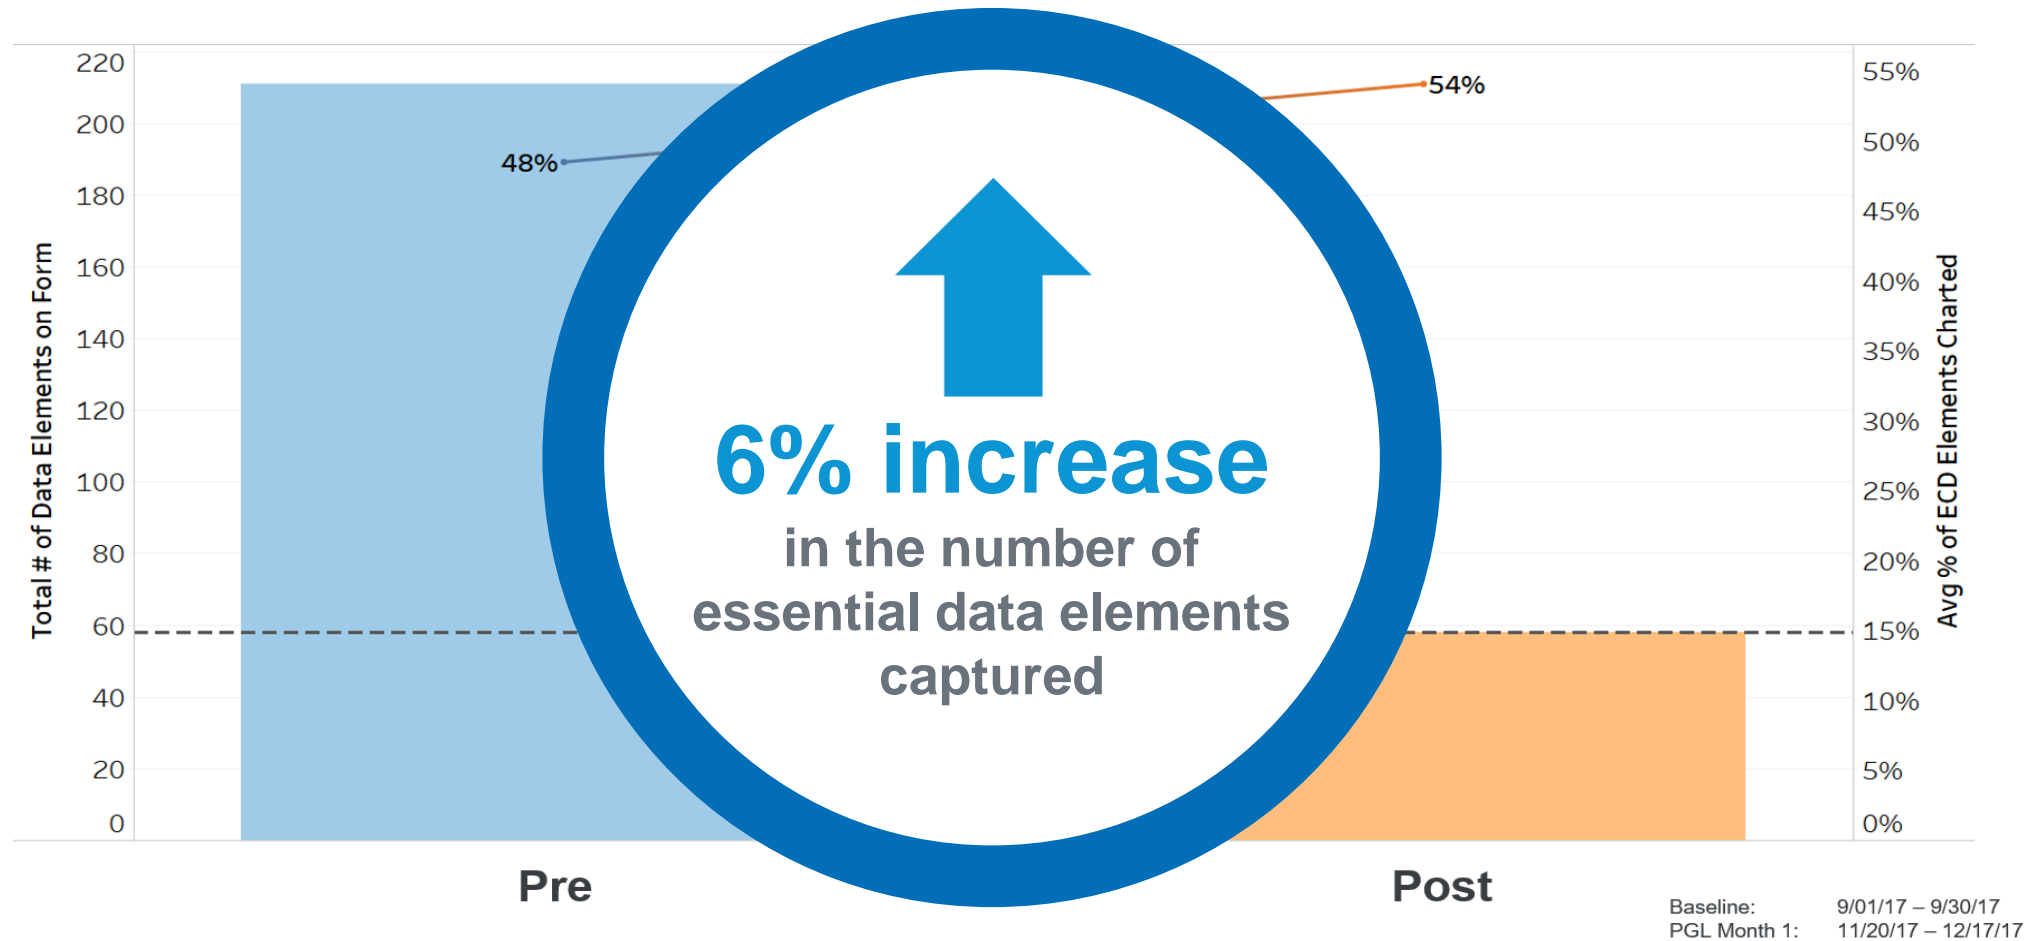 220
200
180
160
140
120
100
80
60
40
20
0
Total # of Data Elements on Form
48%
54%
6% increase
in the number of
essential data elements
captured
55%
50%
45%
40%
35%
30%
25%
20%
15%
10%
5%
0%
Avg % of ECD Elements Charted
Pre
Post
Baseline: 9/01/17 – 9/30/17
PGL Month 1: 11/20/17 – 12/17/17